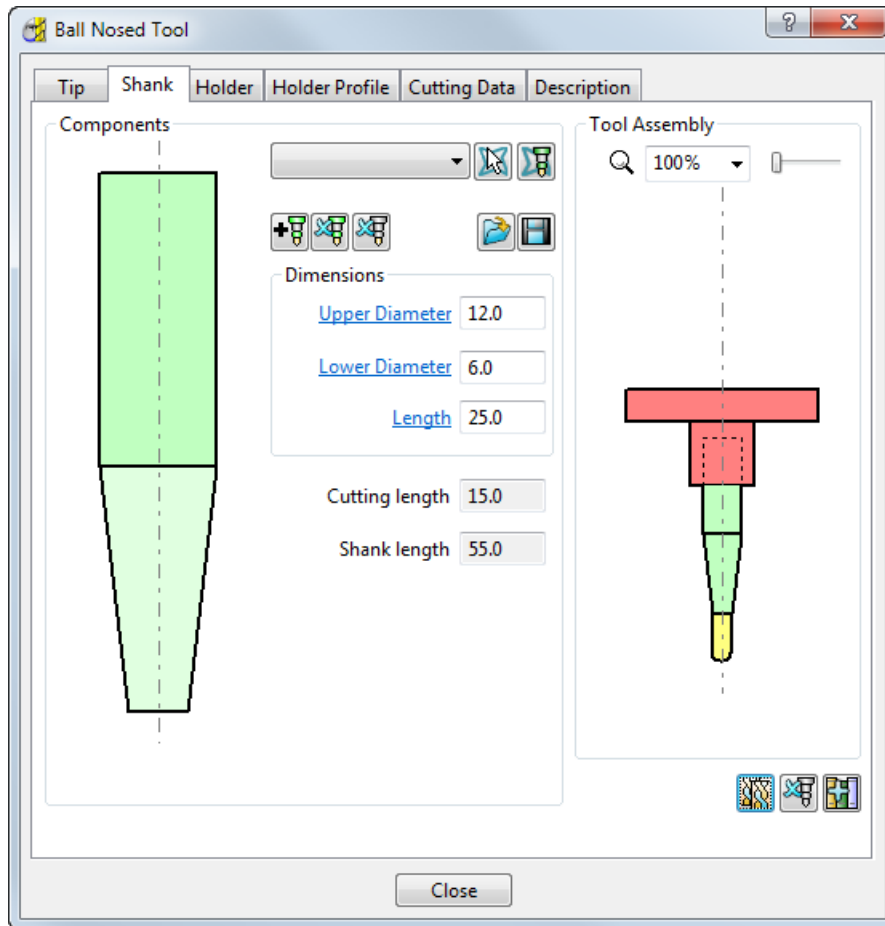 Ball Nosed Tool
Tip Shank Holder Holder Profile Cutting Data Description
Components
Tool Assembly
100%
Dimensions
Upper Diameter 12.0
Lower Diameter 6.0
Length 25.0
Cutting length 15.0
Shank length 55.0
Close